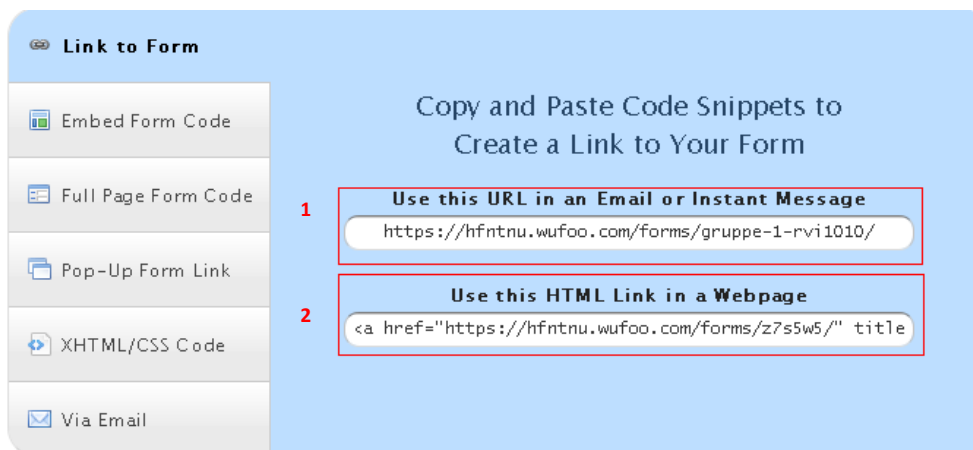 Link to Form
Embed Form Code
Full Page Form Code
Pop-Up Form Link
XHTML/CSS Code
Via Email
Copy and Paste Code Snippets to
Create a Link to Your Form
1
Use this URL in an Email or Instant Message
https://hfntnu.wufoo.com/forms/gruppe-1-rvi1010/
2
Use this HTML Link in a Webpage
<a href="https://hfntnu.wufoo.com/forms/z7s5w5/" title